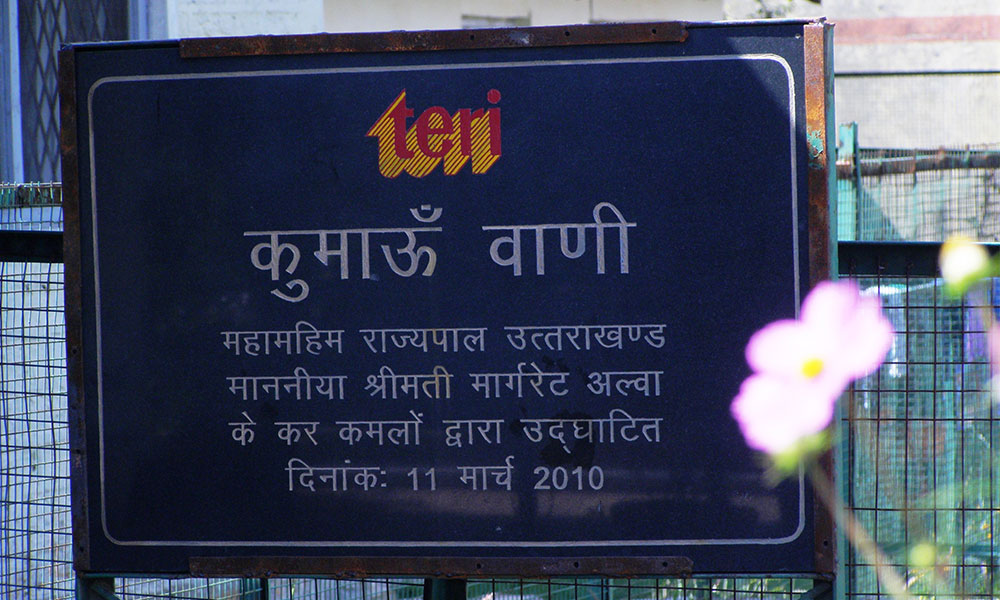 teri
कुमाऊँ वाणी
महामहिम राज्यपाल उत्तराखण्ड
माननीया श्रीमती मार्गरेट अल्वा
के कर कमलों द्वारा उद्घाटित
दिनांकः 11 मार्च 2010